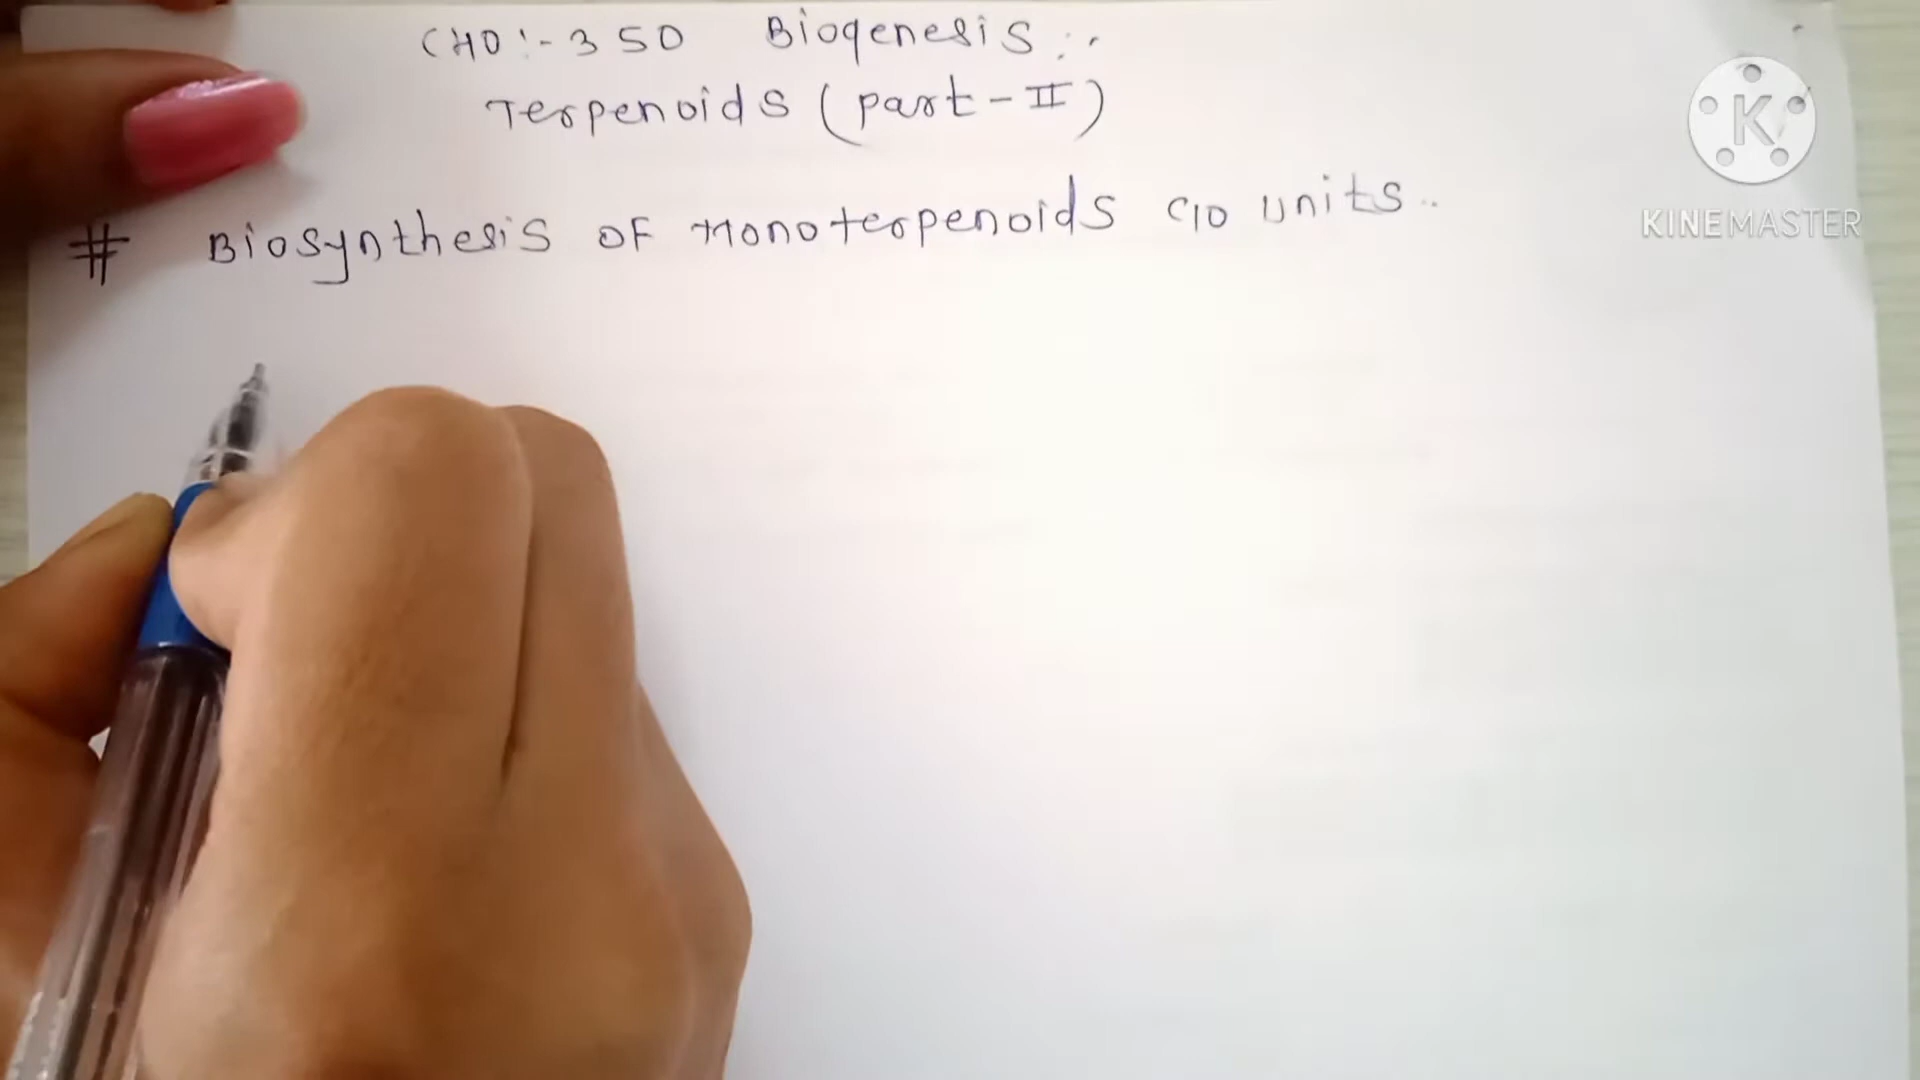 CHO:- 350 Biogenesis :.
Terpenoids (part-II)
# Biosynthesis of Monoterpenoids C10 Units..
K
KINEMASTER